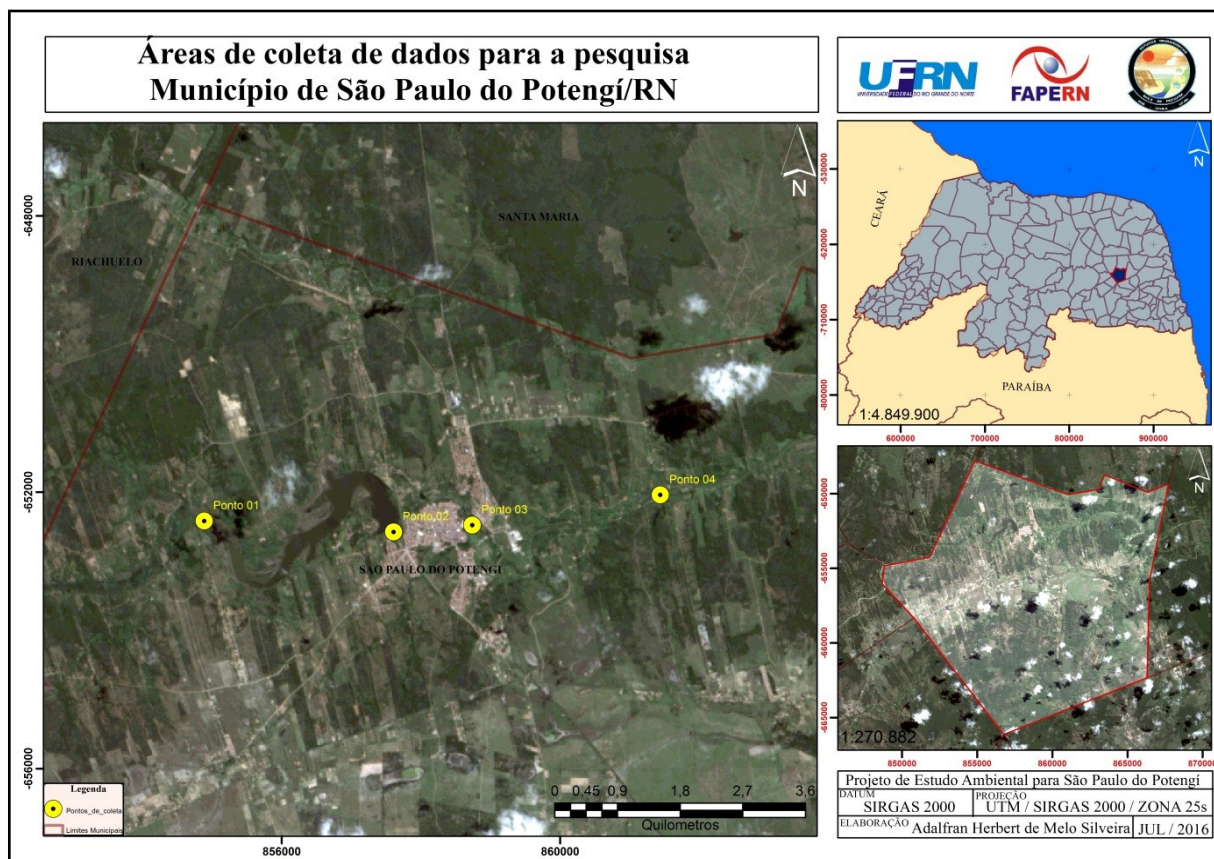 Áreas de coleta de dados para a pesquisa
Município de São Paulo do Potengí/RN
UFRN
UNIVERSIDADE FEDERAL DO RIO GRANDE DO NORTE
FAPERN
N
SANTA MARIA
RIACHUELO
Ponto 01
Ponto 02
Ponto 03
Ponto 04
SAO PAULO DO POTENGI
-648000
-652000
-656000
856000
860000
Legenda
Pontos_de_coleta
Limites Municipais
0 0,45 0,9 1,8 2,7 3,6
Quilometros
N
CEARÁ
PARAÍBA
1:4.849.900
-530000
-620000
-710000
-800000
600000 700000 800000 900000
N
1:270.882
-650000
-655000
-660000
-665000
850000 855000 860000 865000 870000
Projeto de Estudo Ambiental para São Paulo do Potengí
DATUM
SIRGAS 2000
PROJEÇÃO
UTM / SIRGAS 2000 / ZONA 25s
ELABORAÇÃO Adalfran Herbert de Melo Silveira JUL / 2016